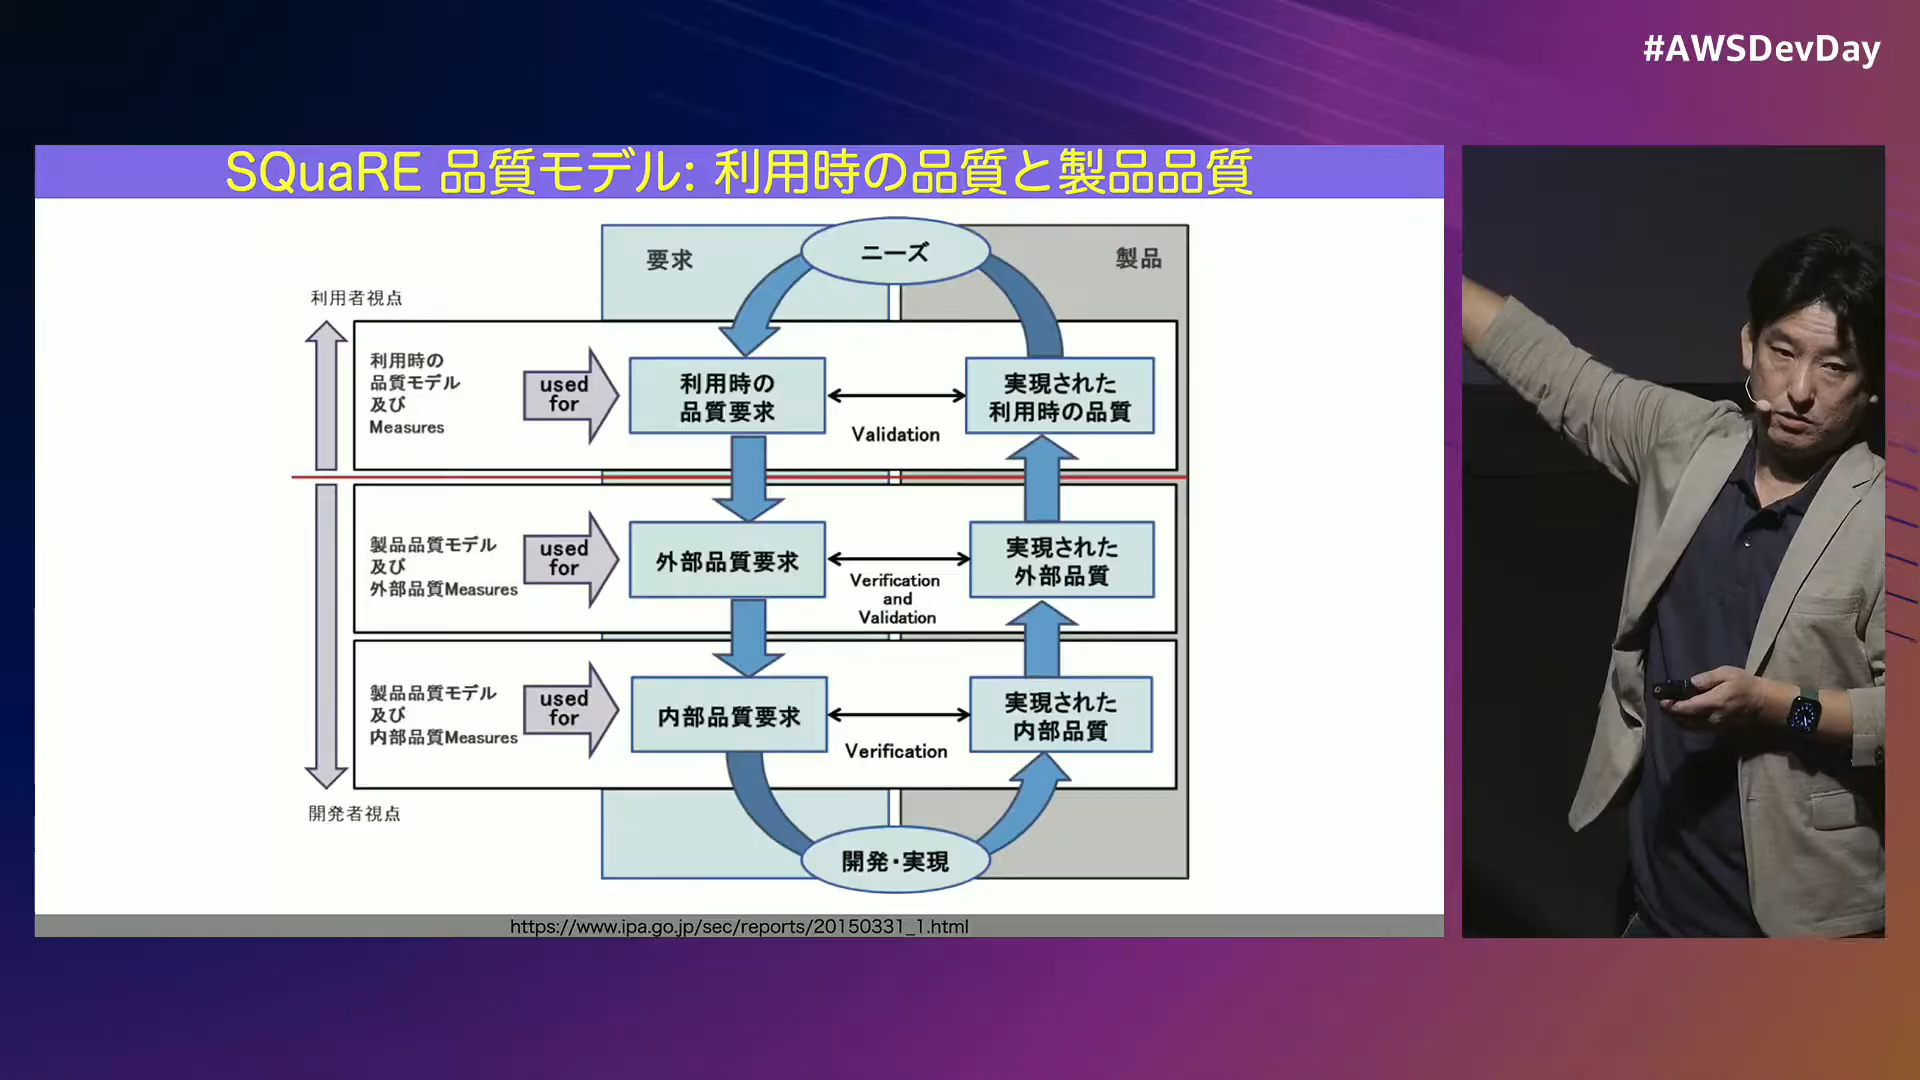 #AWSDevDay
SQuaRE 品質モデル: 利用時の品質と製品品質
要求
ニーズ
製品
利用者視点
利用時の
品質モデル
及び
Measures
used
for
利用時の
品質要求
Validation
実現された
利用時の品質
製品品質モデル
及び
外部品質Measures
used
for
外部品質要求
Verification
and
Validation
実現された
外部品質
製品品質モデル
及び
内部品質Measures
used
for
内部品質要求
Verification
実現された
内部品質
開発者視点
開発・実現
https://www.ipa.go.jp/sec/reports/20150331_1.html